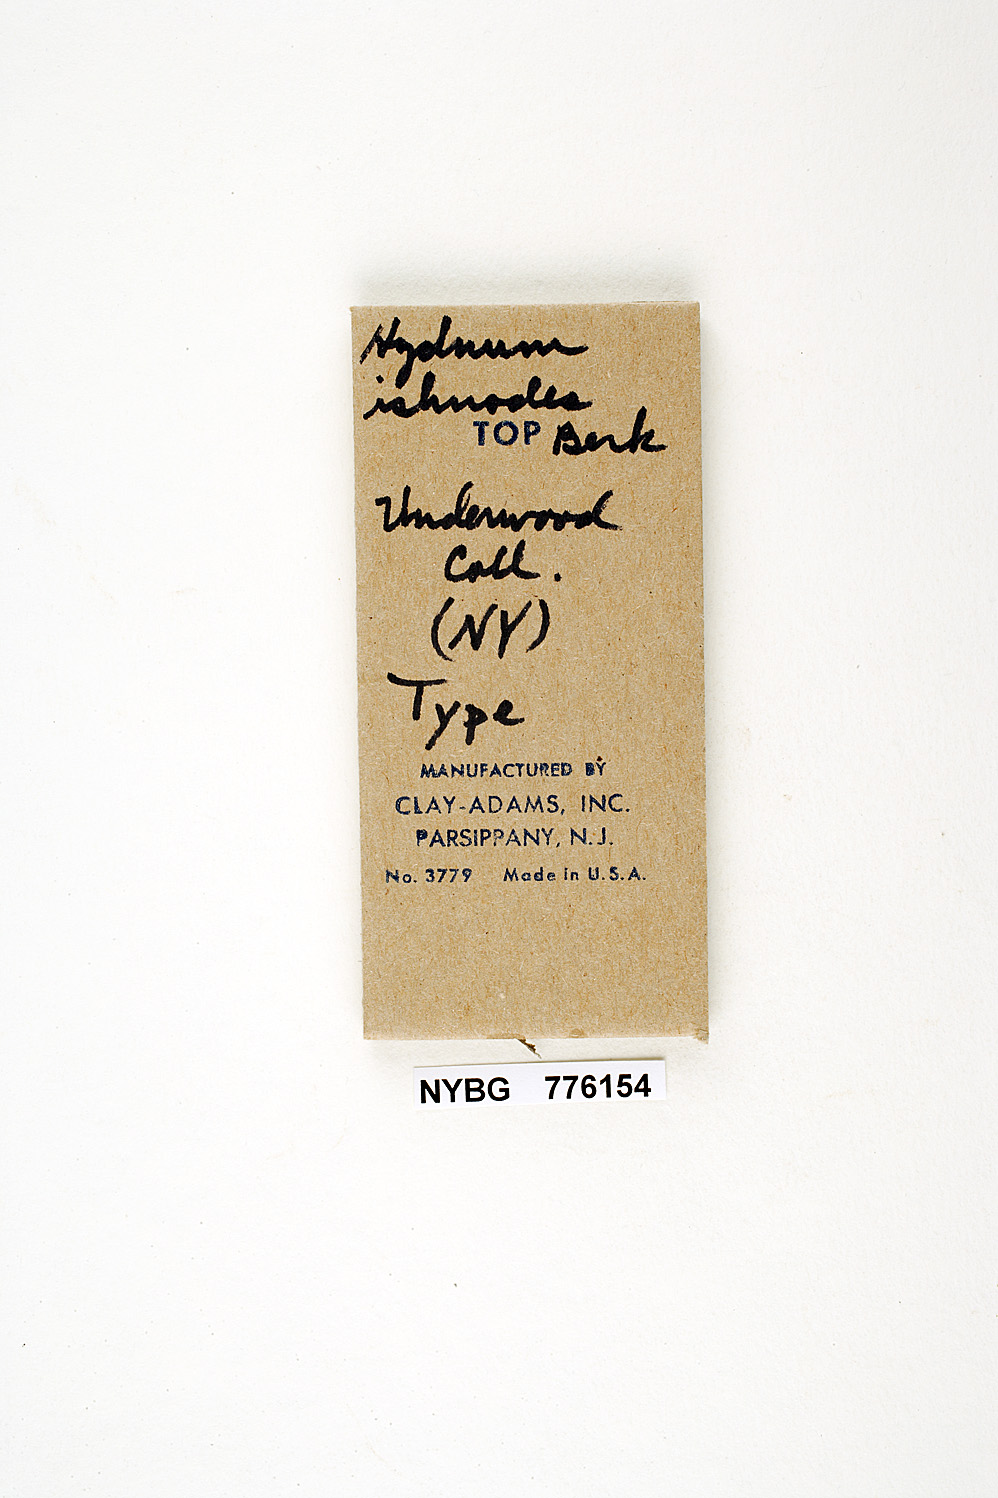 Hydnum
ishnodes
TOP Berk
Underwood
Coll.
(NY)
Type
MANUFACTURED BY
CLAY-ADAMS, INC.
PARSIPPANY, N.J.
No. 3779 Made in U.S.A.
NYBG 776154